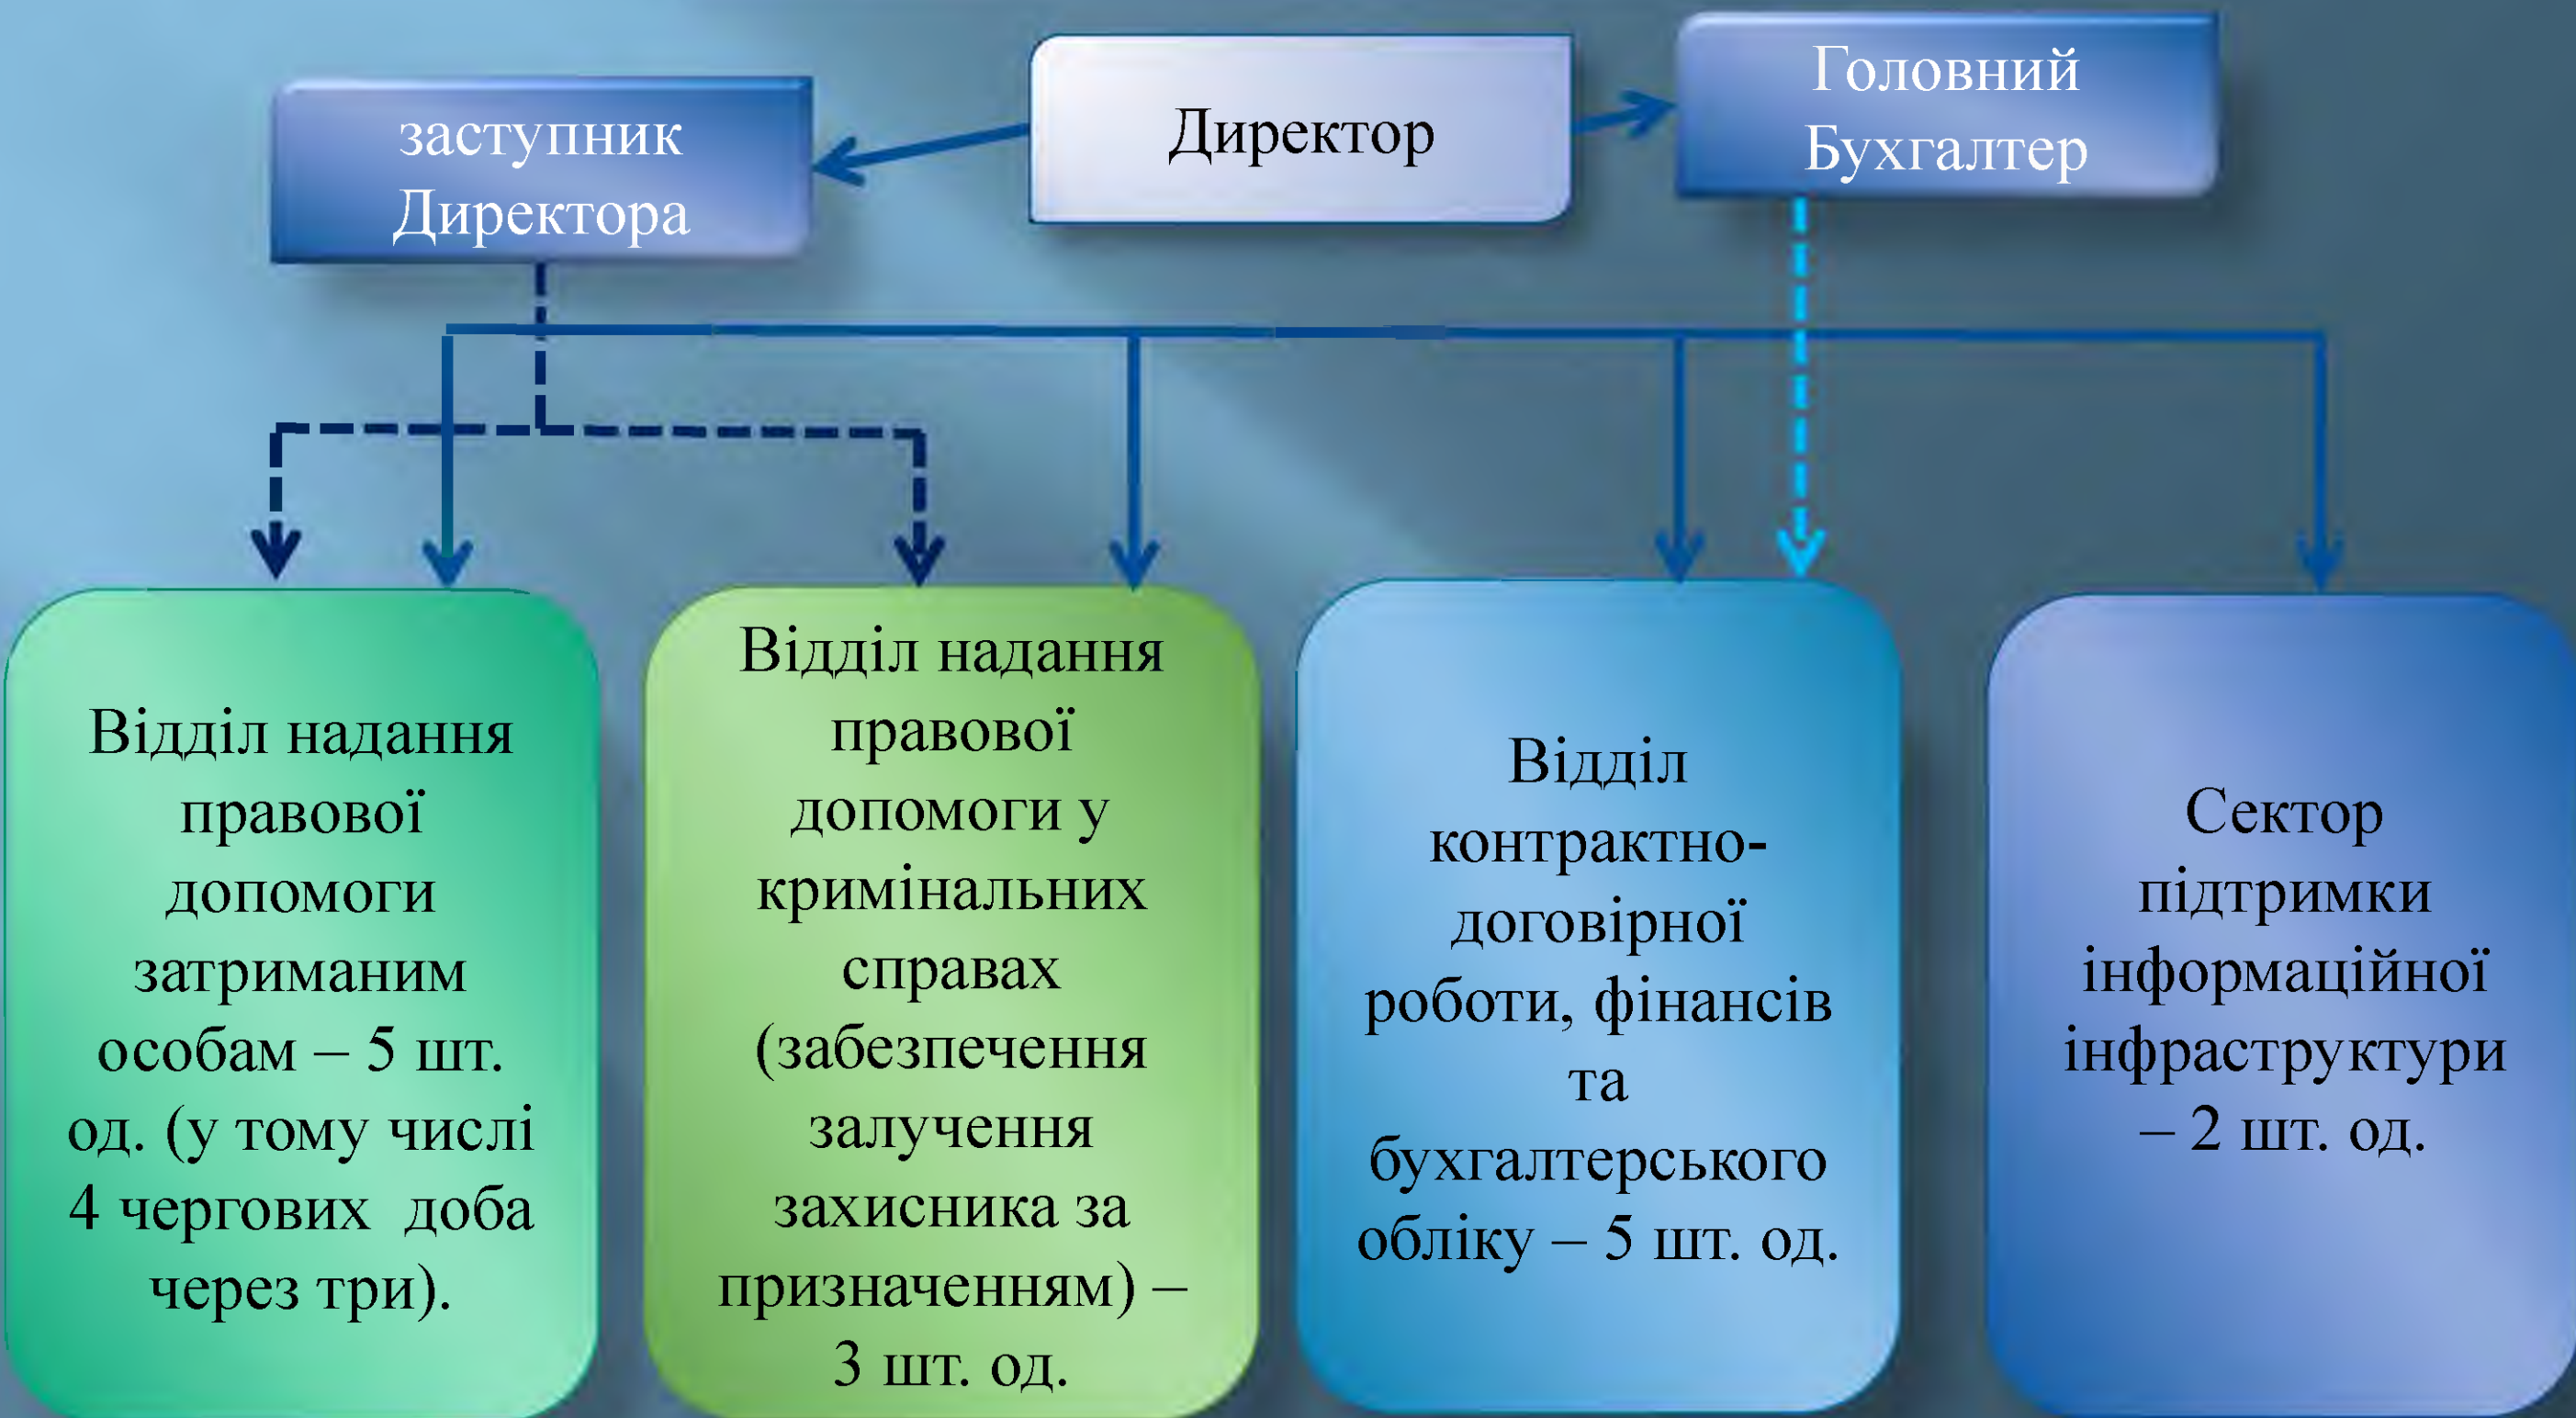 заступник
Директора
Директор
Головний
Бухгалтер
Відділ надання
правової
допомоги
затриманим
особам – 5 шт.
од. (у тому числі
4 чергових доба
через три).
Відділ надання
правової
допомоги у
кримінальних
справах
(забезпечення
залучення
захисника за
призначенням) –
3 шт. од.
Відділ
контрактно-
договірної
роботи, фінансів
та
бухгалтерського
обліку – 5 шт. од.
Сектор
підтримки
інформаційної
інфраструктури
– 2 шт. од.